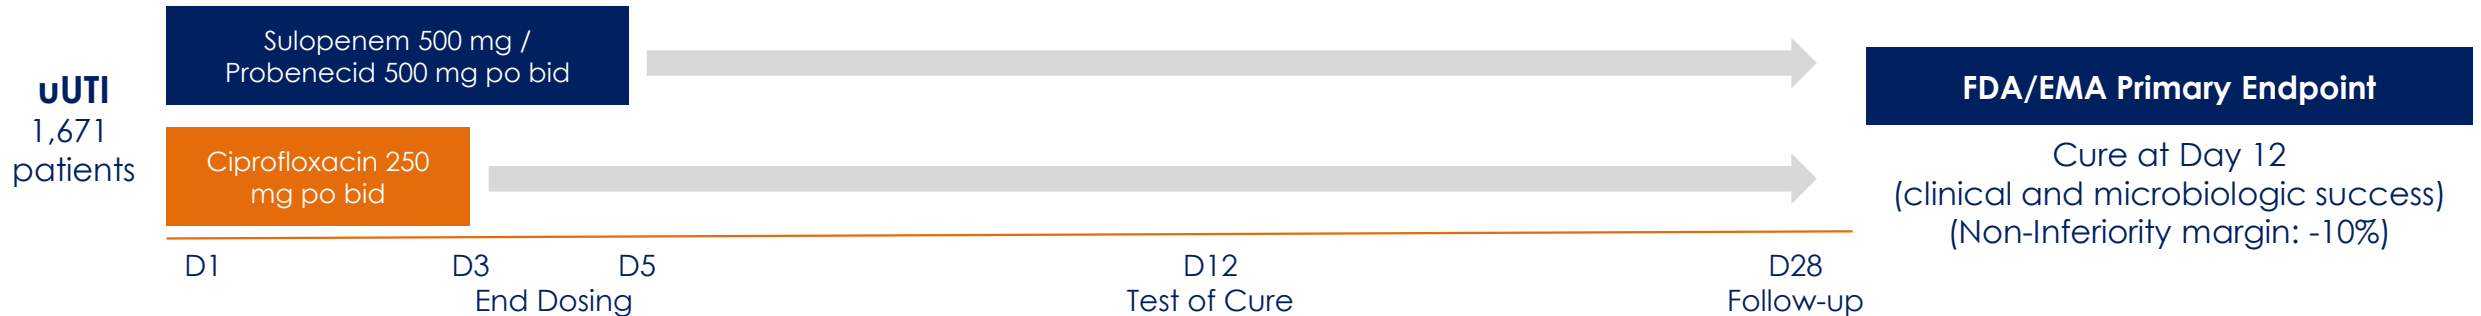 uUTI
1,671
patients
Sulopenem 500 mg /
Probenecid 500 mg po bid
Ciprofloxacin 250
mg po bid
D1
D3
D5
End Dosing
D12
Test of Cure
D28
Follow-up
FDA/EMA Primary Endpoint
Cure at Day 12
(clinical and microbiologic success)
(Non-Inferiority margin: -10%)